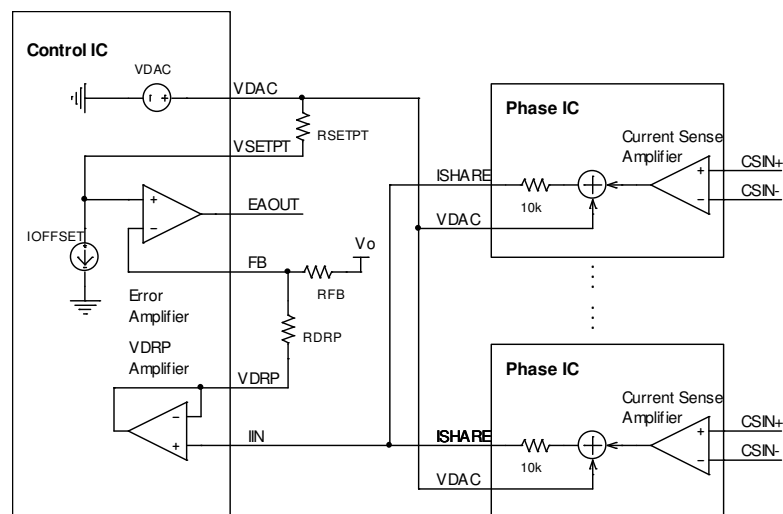 Control IC
VDAC
VDAC
RSETPT
VSETPT
EAOUT
IOFFSET
FB
Vo
RFB
Error
Amplifier
RDRP
VDRP
Amplifier
VDRP
IIN
Phase IC
Current Sense
Amplifier
CSIN+
CSIN-
ISHARE
10k
VDAC
Phase IC
Current Sense
Amplifier
CSIN+
CSIN-
ISHARE
10k
VDAC